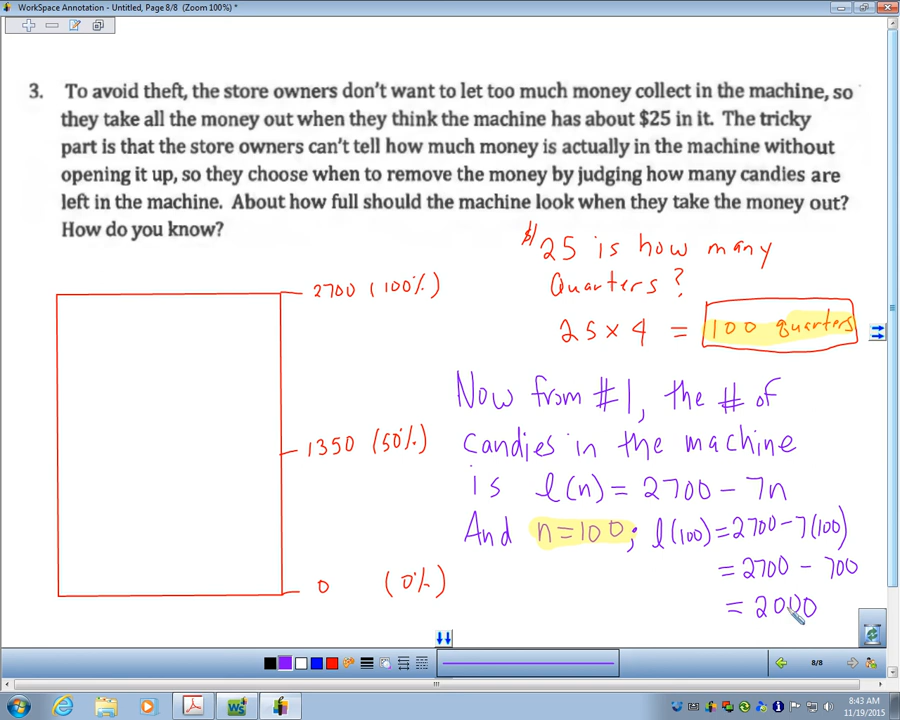 WorkSpace Annotation - Untitled, Page 8/8 (Zoom 100%) *
3. To avoid theft, the store owners don't want to let too much money collect in the machine, so
they take all the money out when they think the machine has about $25 in it. The tricky
part is that the store owners can't tell how much money is actually in the machine without
opening it up, so they choose when to remove the money by judging how many candies are
left in the machine. About how full should the machine look when they take the money out?
How do you know?
$25 is how many
Quarters?
25 × 4 = 100 quarters
2700 (100%)
Now from #1, the # of
candies in the machine
1350 (50%)
is l(n) = 2700 - 7n
And n=100; l(100) = 2700 - 7(100)
= 2700 - 700
0 (0%)
= 2000
8/8
8:43 AM
11/19/2015